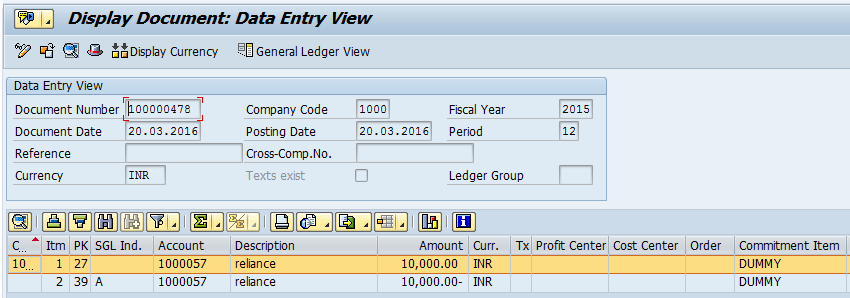 Display Document: Data Entry View
Display Currency General Ledger View
Data Entry View
Document Number 100000478 Company Code 1000 Fiscal Year 2015
Document Date 20.03.2016 Posting Date 20.03.2016 Period 12
Reference Cross-Comp.No.
Currency INR Texts exist Ledger Group
C... Itm PK SGL Ind. Account Description Amount Curr. Tx Profit Center Cost Center Order Commitment Item
10... 1 27 1000057 reliance 10,000.00 INR DUMMY
2 39 A 1000057 reliance 10,000.00- INR DUMMY